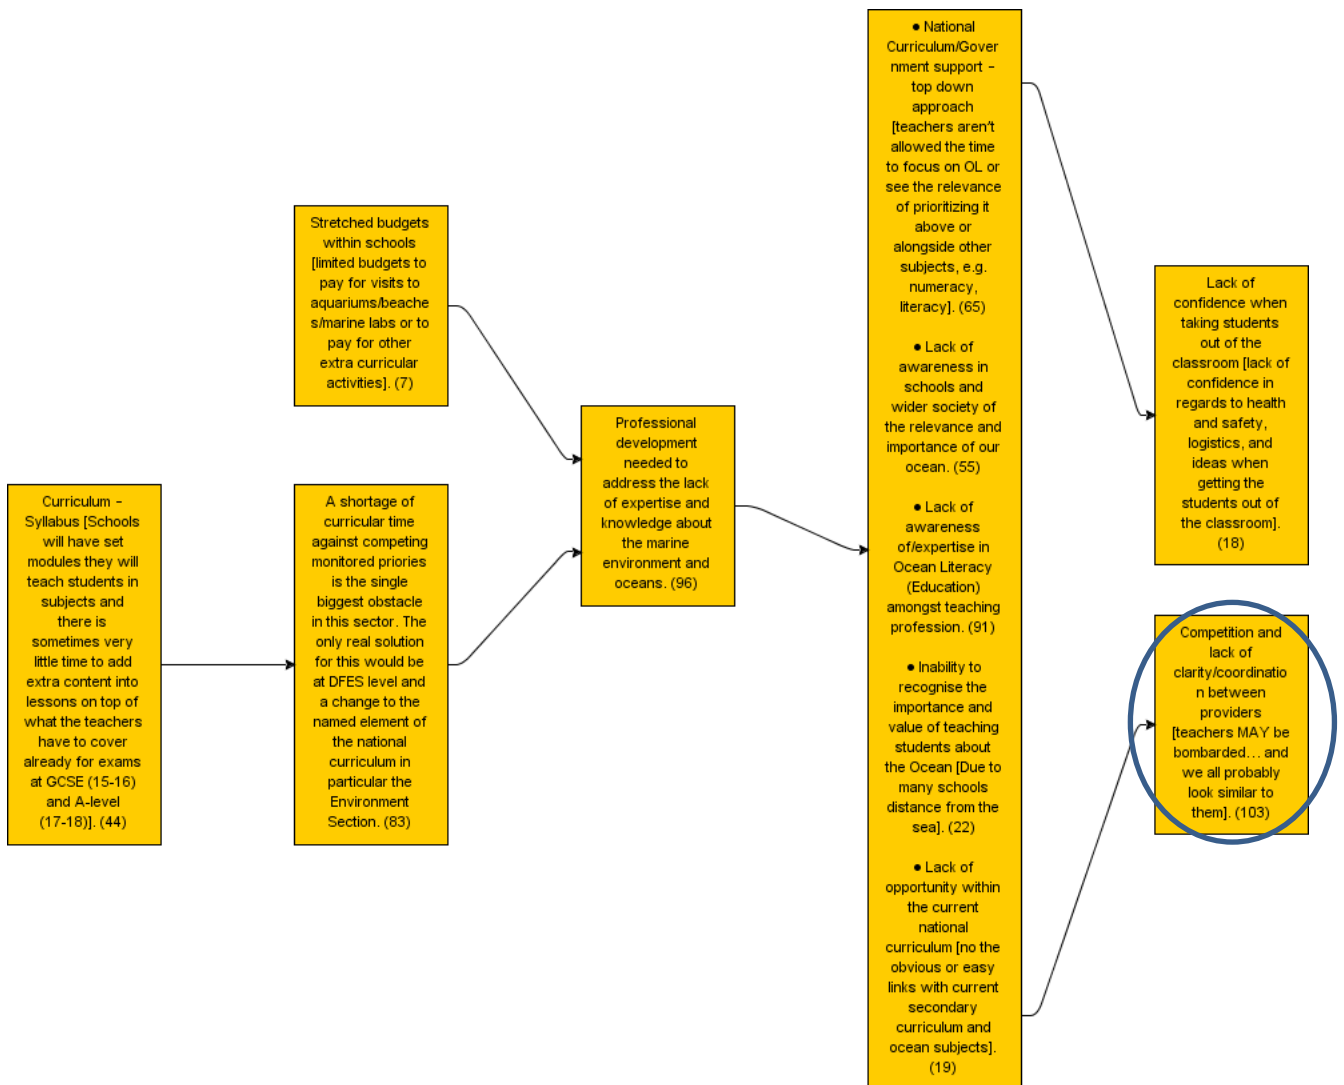 Curriculum –
Syllabus [Schools
will have set
modules they will
teach students in
subjects and
there is
sometimes very
little time to add
extra content into
lessons on top of
what the teachers
have to cover
already for exams
at GCSE (15-16)
and A-level
(17-18)]. (44)
Stretched budgets
within schools
[limited budgets to
pay for visits to
aquariums/beache
s/marine labs or to
pay for other
extra curricular
activities]. (7)
A shortage of
curricular time
against competing
monitored priories
is the single
biggest obstacle
in this sector. The
only real solution
for this would be
at DFES level and
a change to the
named element of
the national
curriculum in
particular the
Environment
Section. (83)
Professional
development
needed to
address the lack
of expertise and
knowledge about
the marine
environment and
oceans. (96)
● National
Curriculum/Gover
nment support –
top down
approach
[teachers aren't
allowed the time
to focus on OL or
see the relevance
of prioritizing it
above or
alongside other
subjects, e.g.
numeracy,
literacy]. (65)
● Lack of
awareness in
schools and
wider society of
the relevance and
importance of our
ocean. (55)
● Lack of
awareness
of/expertise in
Ocean Literacy
(Education)
amongst teaching
profession. (91)
● Inability to
recognise the
importance and
value of teaching
students about
the Ocean [Due to
many schools
distance from the
sea]. (22)
● Lack of
opportunity within
the current
national
curriculum [no the
obvious or easy
links with current
secondary
curriculum and
ocean subjects].
(19)
Lack of
confidence when
taking students
out of the
classroom [lack of
confidence in
regards to health
and safety,
logistics, and
ideas when
getting the
students out of
the classroom].
(18)
Competition and
lack of
clarity/coordinatio
n between
providers
[teachers MAY be
bombarded... and
we all probably
look similar to
them]. (103)